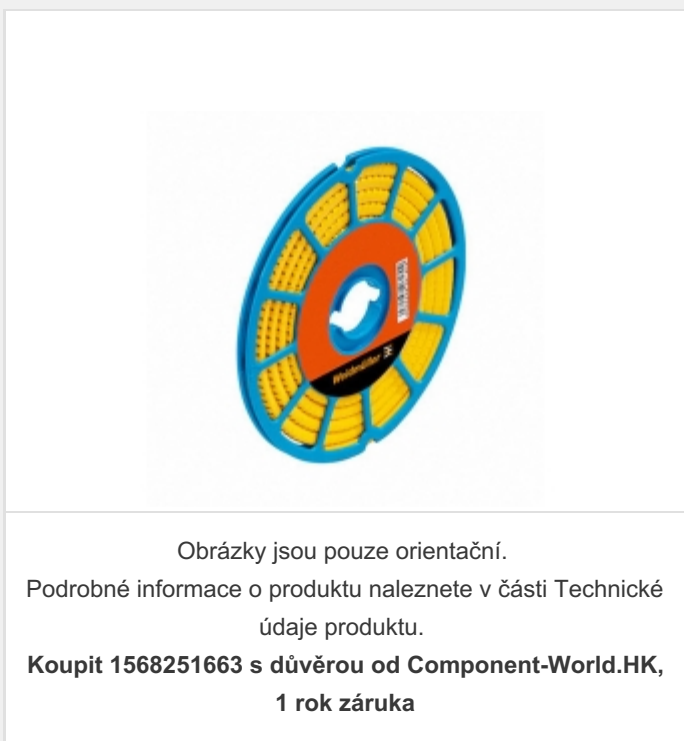 Weidmüller
Obrázky jsou pouze orientační.
Podrobné informace o produktu naleznete v části Technické
údaje produktu.
Koupit 1568251663 s důvěrou od Component-World.HK,
1 rok záruka